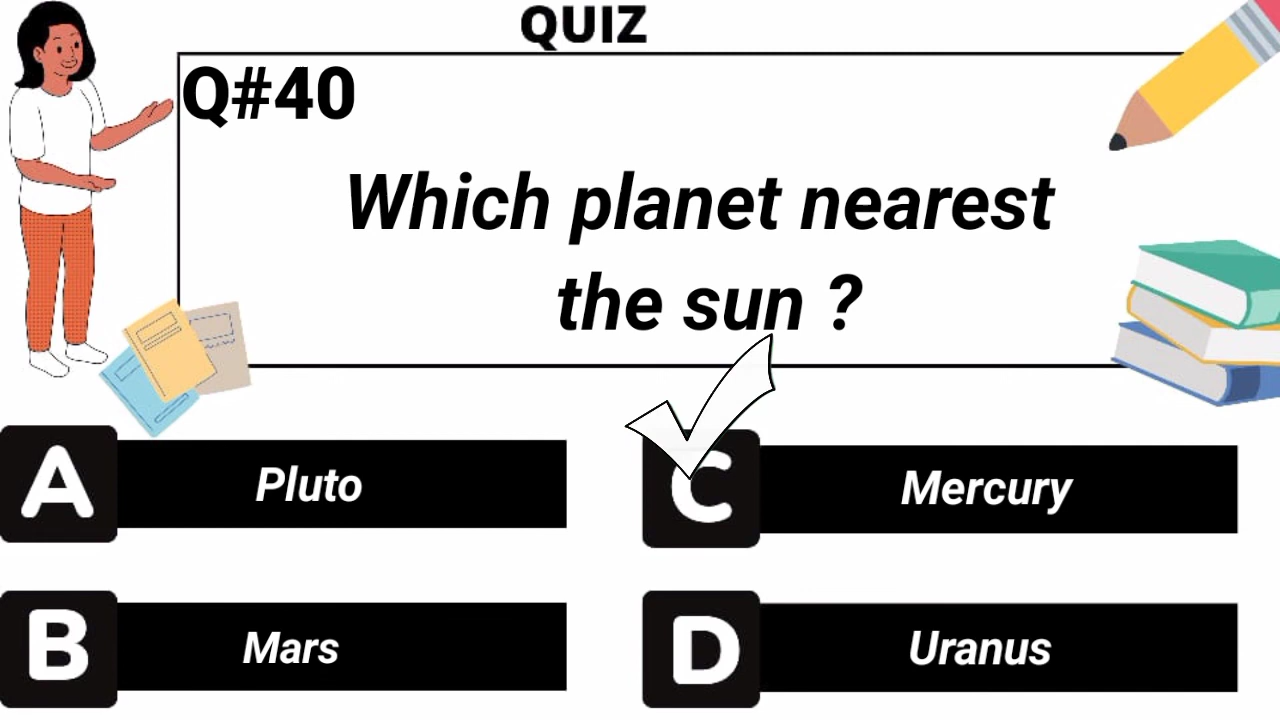 QUIZ
Q#40
Which planet nearest
the sun ?
A Pluto
C Mercury
B Mars
D Uranus